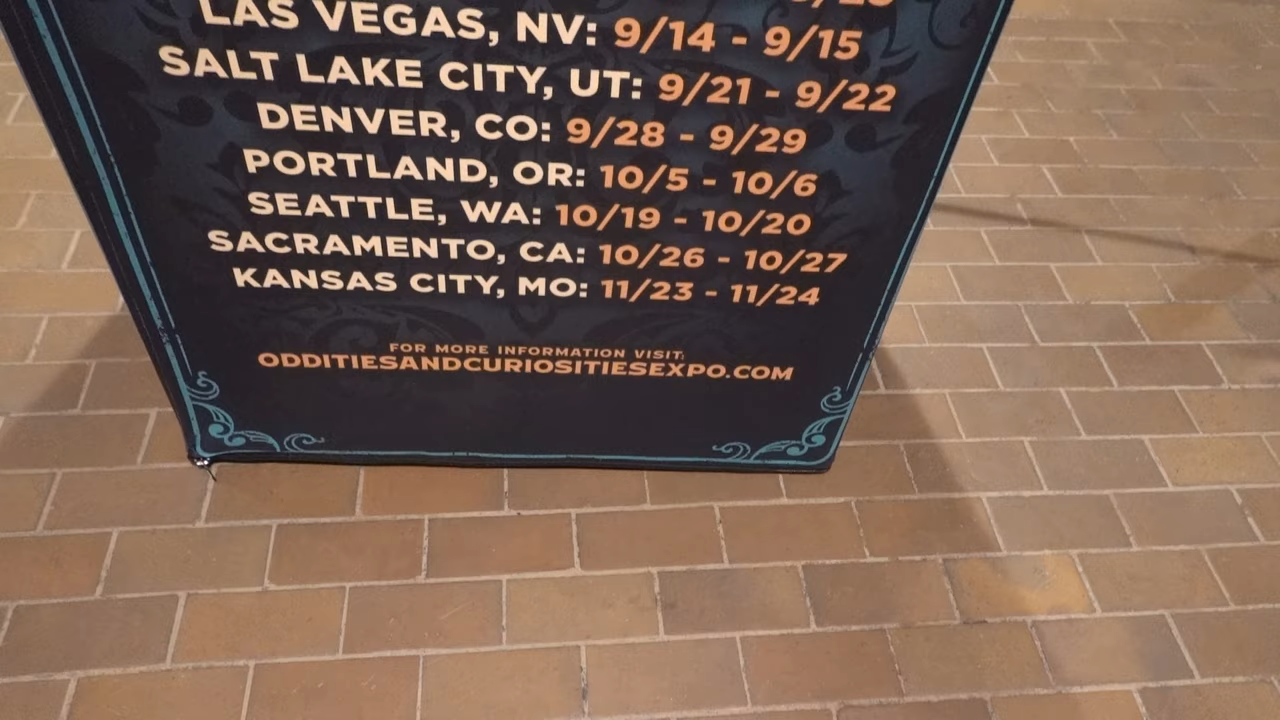 LAS VEGAS, NV: 9/14 - 9/15
SALT LAKE CITY, UT: 9/21 - 9/22
DENVER, CO: 9/28 - 9/29
PORTLAND, OR: 10/5 - 10/6
SEATTLE, WA: 10/19 - 10/20
SACRAMENTO, CA: 10/26 - 10/27
KANSAS CITY, MO: 11/23 - 11/24
FOR MORE INFORMATION VISIT:
ODDITIESANDCURIOSITIESEXPO.COM